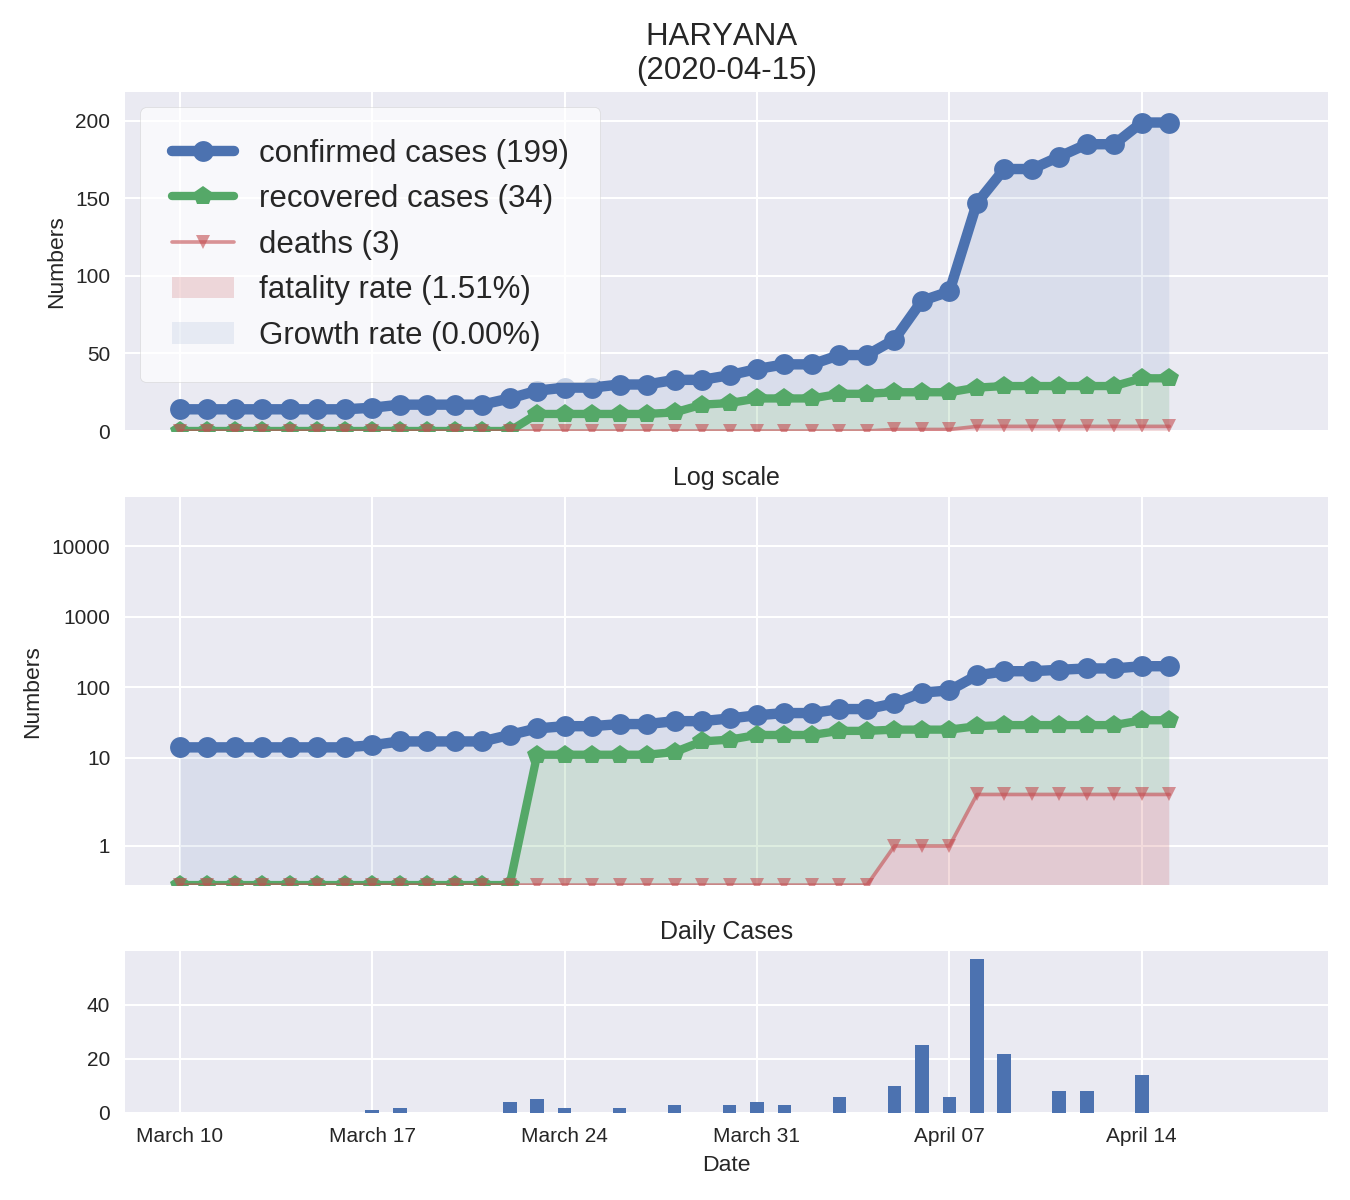 HARYANA
(2020-04-15)
200
150
100
50
0
Numbers
confirmed cases (199)
recovered cases (34)
deaths (3)
fatality rate (1.51%)
Growth rate (0.00%)
Log scale
10000
1000
100
10
1
Numbers
Daily Cases
40
20
0
March 10 March 17 March 24 March 31 April 07 April 14
Date